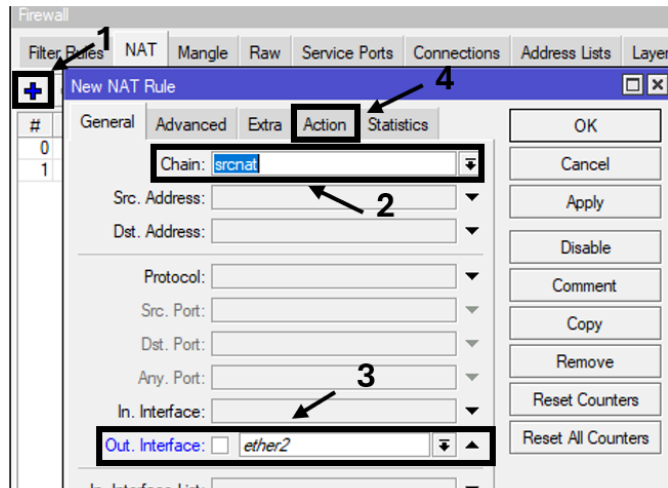 Firewall
1
Filter Rules NAT Mangle Raw Service Ports Connections Address Lists Layer
New NAT Rule
4
#
General Advanced Extra Action Statistics
OK
0
1
Chain: srcnat
Cancel
Src. Address:
2
Apply
Dst. Address:
Disable
Protocol:
Comment
Src. Port:
Copy
Dst. Port:
Remove
Any. Port:
3
Reset Counters
In. Interface:
Out. Interface: ether2
Reset All Counters